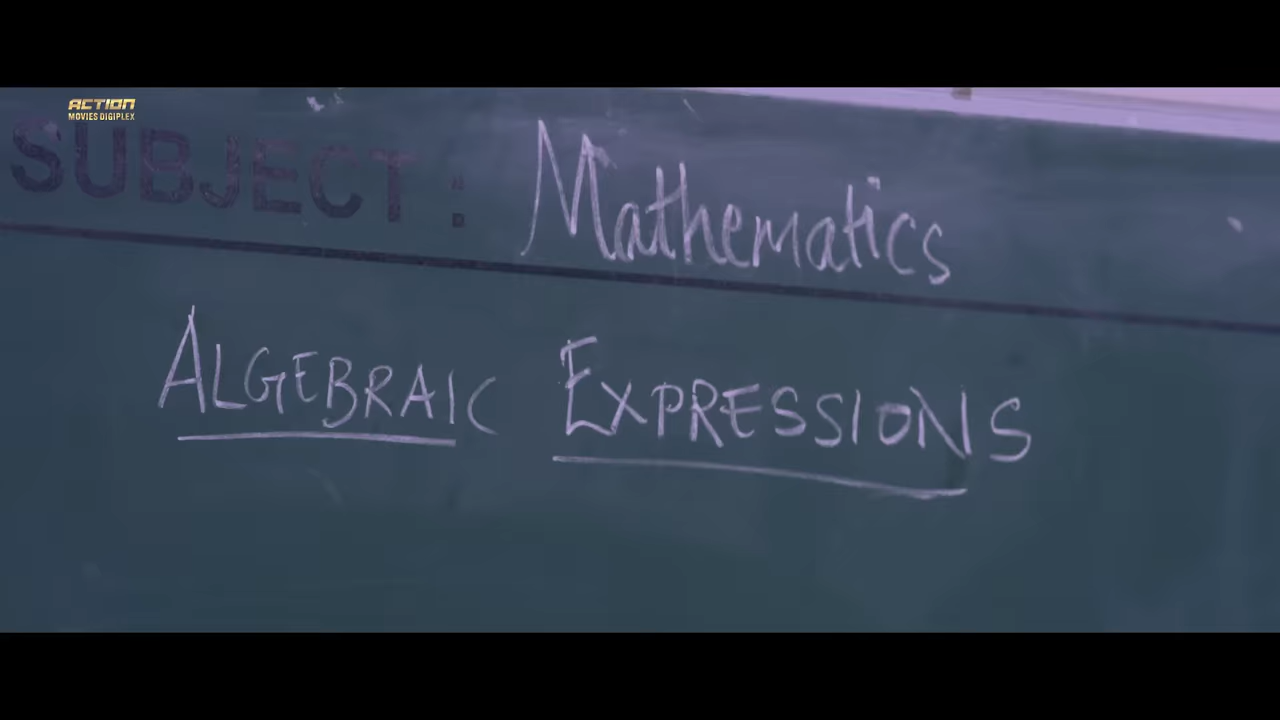 ACTION
MOVIES DIGIPLEX
SUBJECT : Mathematics
ALGEBRAIC EXPRESSIONS